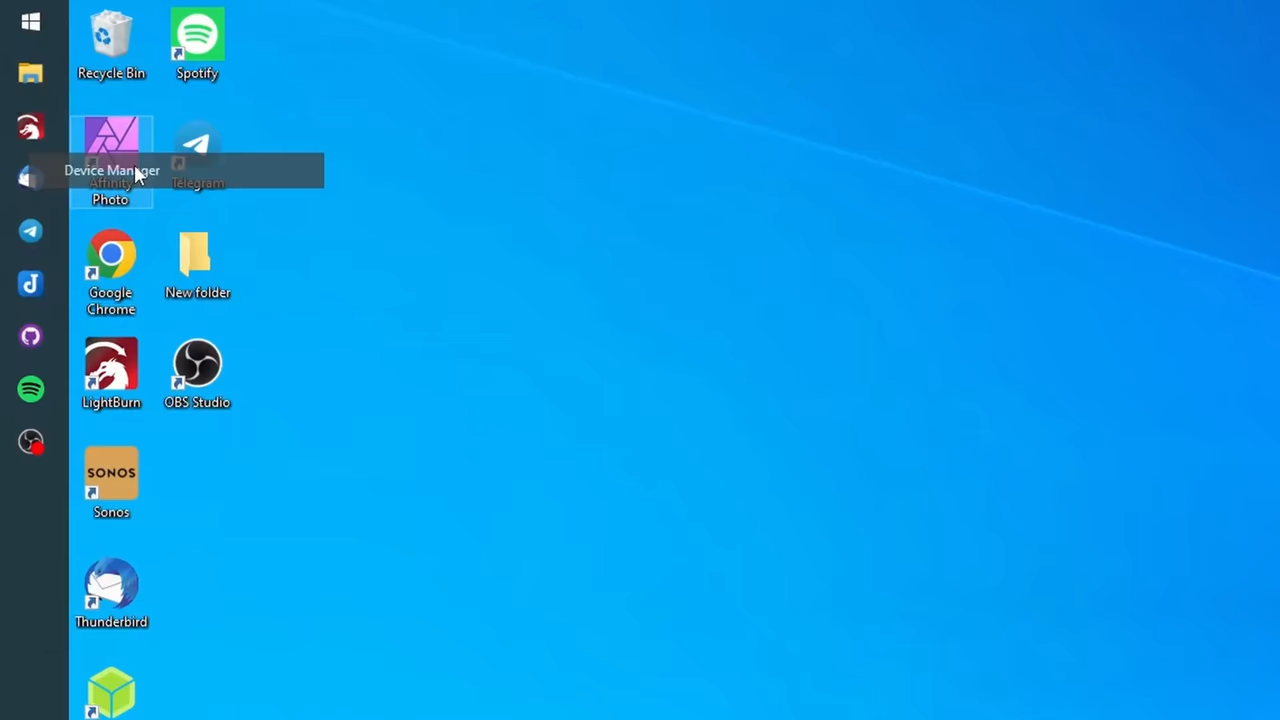 Recycle Bin
Spotify
Device Manager
Affinity
Photo
Telegram
Google
Chrome
New folder
LightBurn
OBS Studio
SONOS
Sonos
Thunderbird